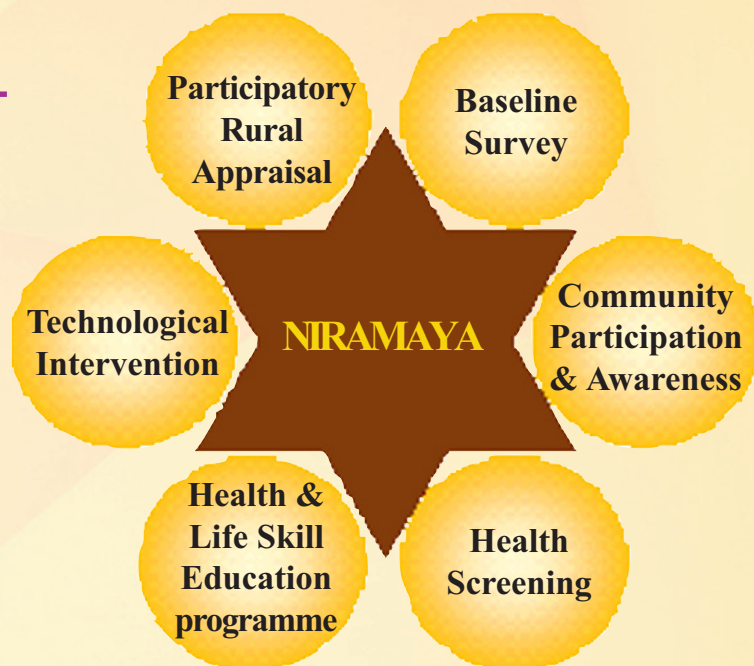 Participatory
Rural
Appraisal
Baseline
Survey
Technological
Intervention
NIRAMAYA
Community
Participation
& Awareness
Health &
Life Skill
Education
programme
Health
Screening